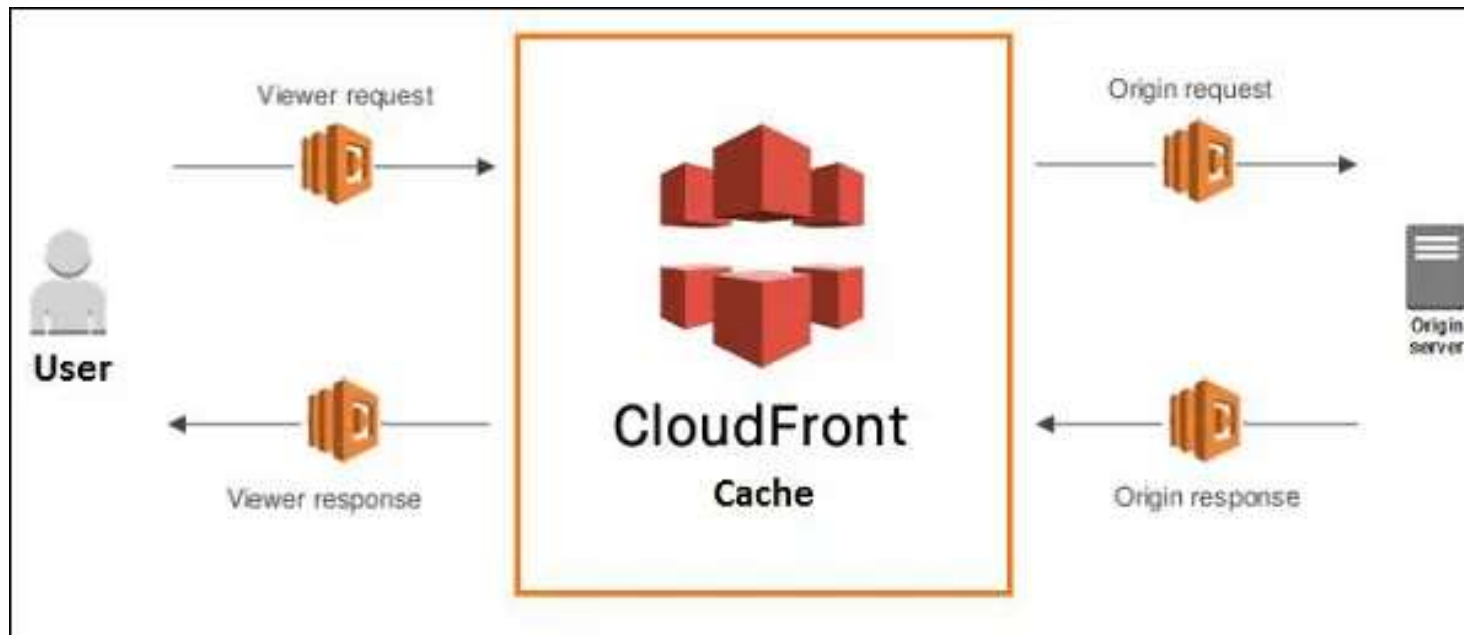 Viewer request
Origin request
User
Origin
server
CloudFront
Cache
Viewer response
Origin response